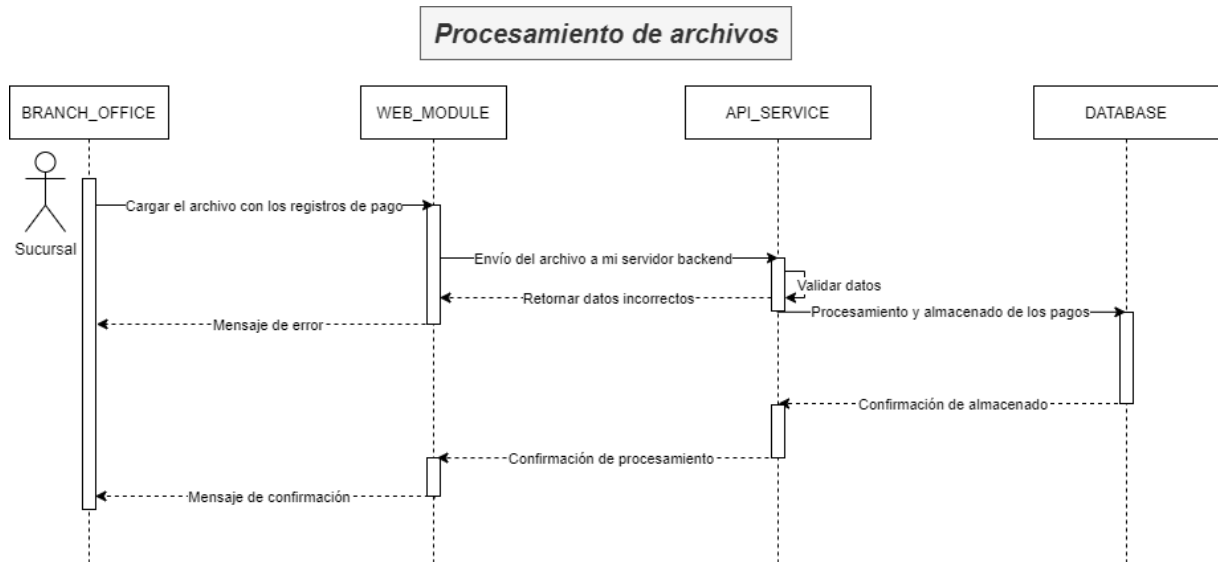 Procesamiento de archivos
BRANCH_OFFICE
WEB_MODULE
API_SERVICE
DATABASE
Sucursal
Cargar el archivo con los registros de pago
Envío del archivo a mi servidor backend
Validar datos
Retornar datos incorrectos
Procesamiento y almacenado de los pagos
Mensaje de error
Confirmación de almacenado
Confirmación de procesamiento
Mensaje de confirmación